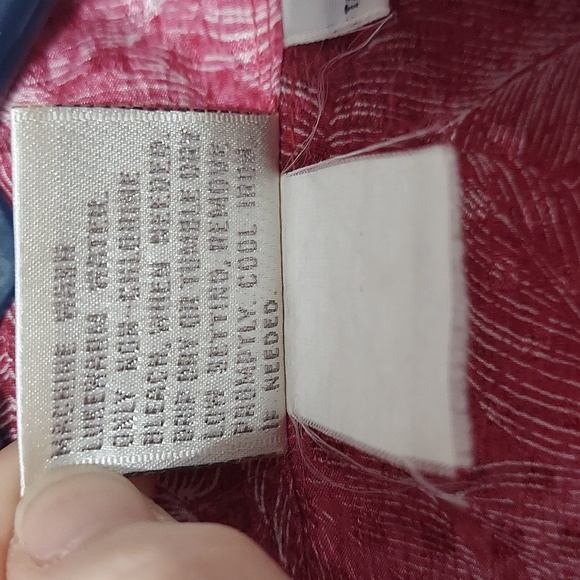 MACHINE WASH
LUKEWARM WATER.
ONLY NON-CHLORINE
BLEACH, WHEN NEEDED.
DRIP DRY OR TUMBLE DRY
LOW SETTING, REMOVE
PROMPTLY. COOL IRON
IF NEEDED.